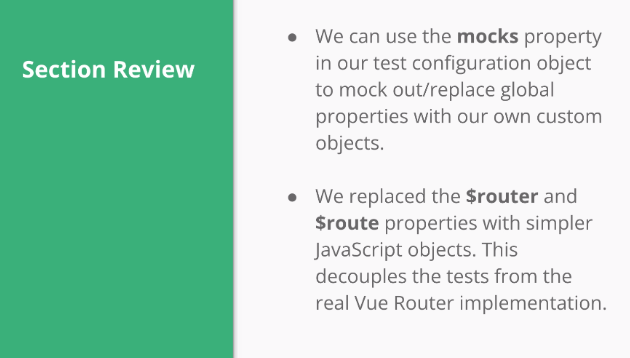 Section Review
● We can use the mocks property
in our test configuration object
to mock out/replace global
properties with our own custom
objects.
● We replaced the $router and
$route properties with simpler
JavaScript objects. This
decouples the tests from the
real Vue Router implementation.